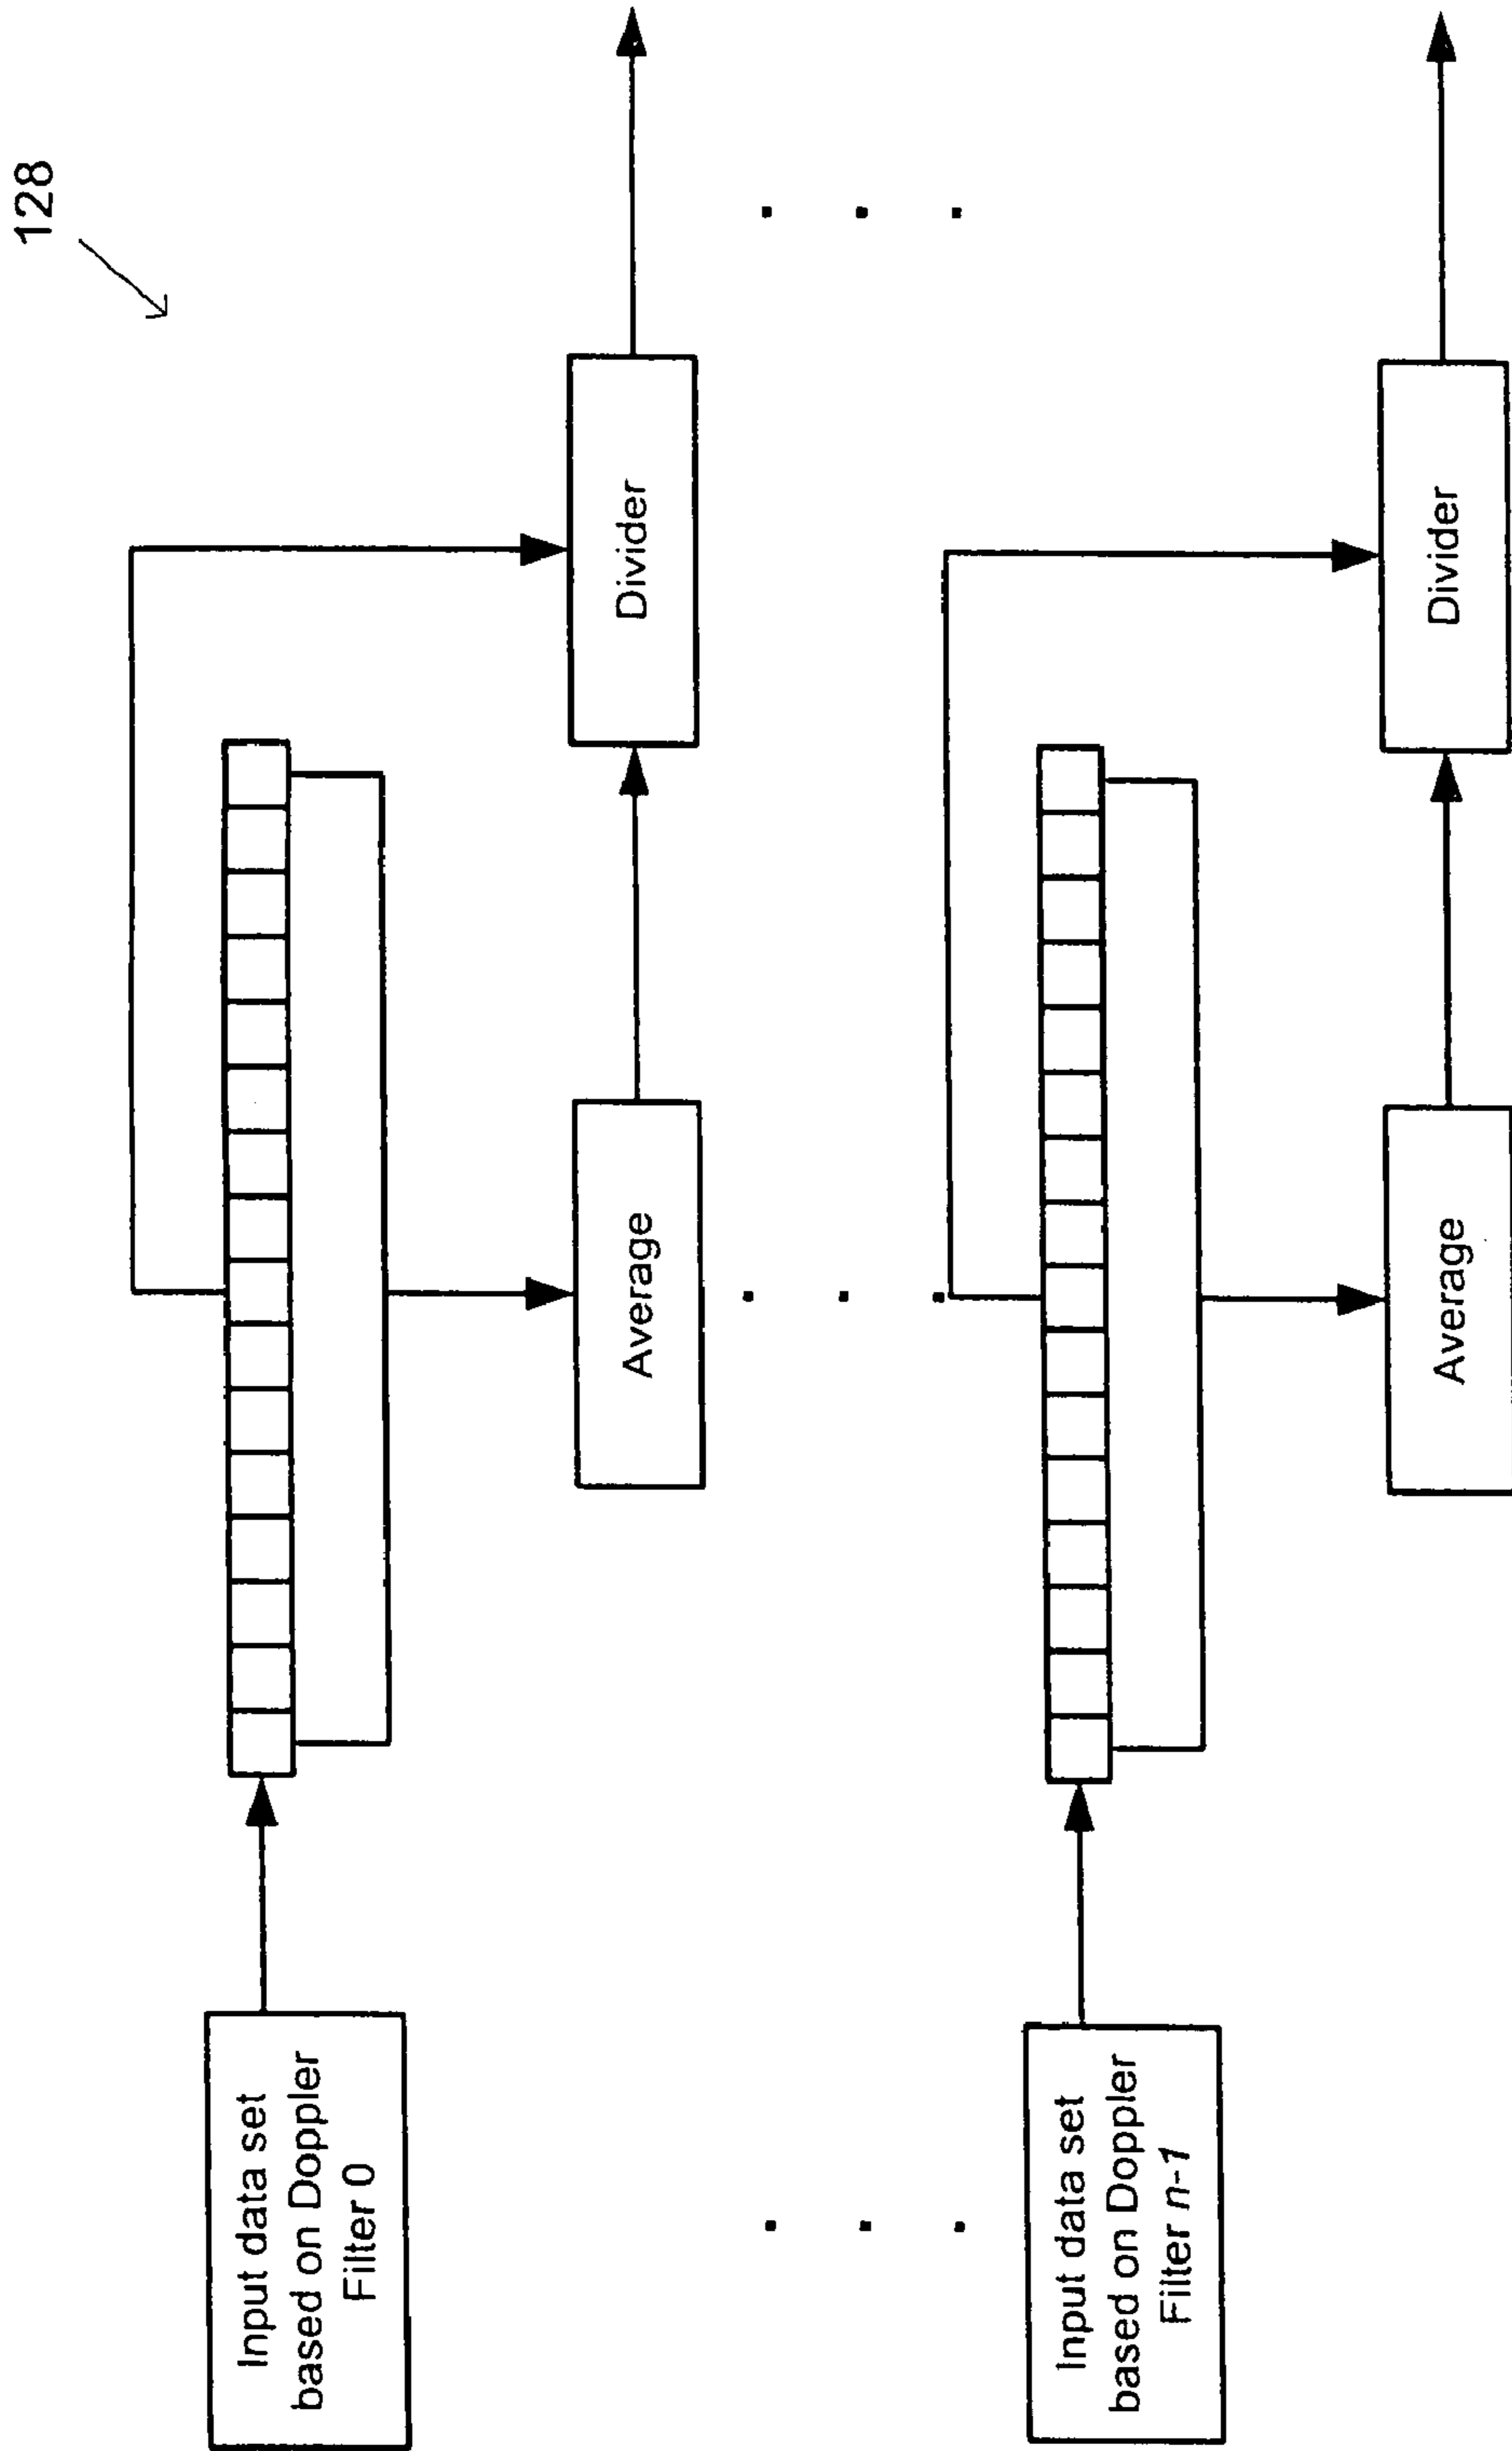 128
Input data set
based on Doppler
Filter 0
Average
Divider
Input data set
based on Doppler
Filter n-1
Average
Divider